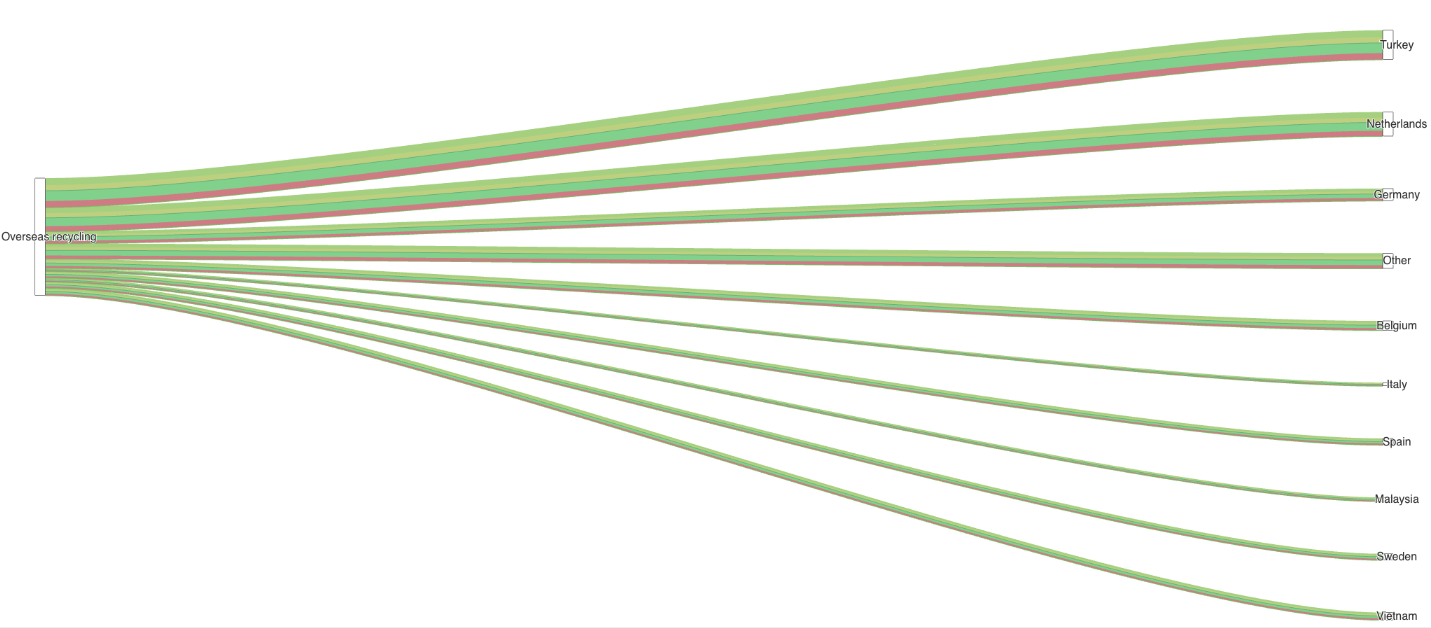 Turkey
Netherlands
Germany
Overseas recycling
Other
Belgium
Italy
Spain
Malaysia
Sweden
Vietnam